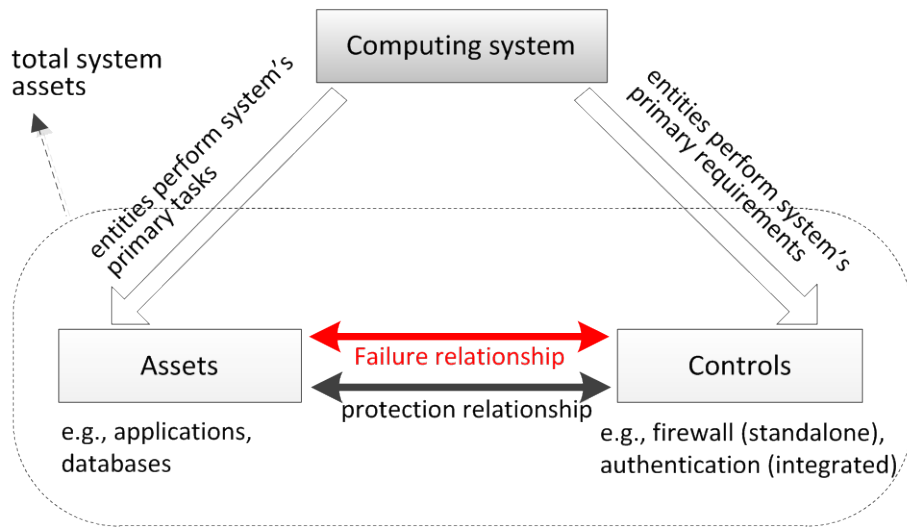 Computing system
total system
assets
entities perform system's
primary tasks
entities perform system's
primary requirements
Assets
Failure relationship
protection relationship
Controls
e.g., applications,
databases
e.g., firewall (standalone),
authentication (integrated)